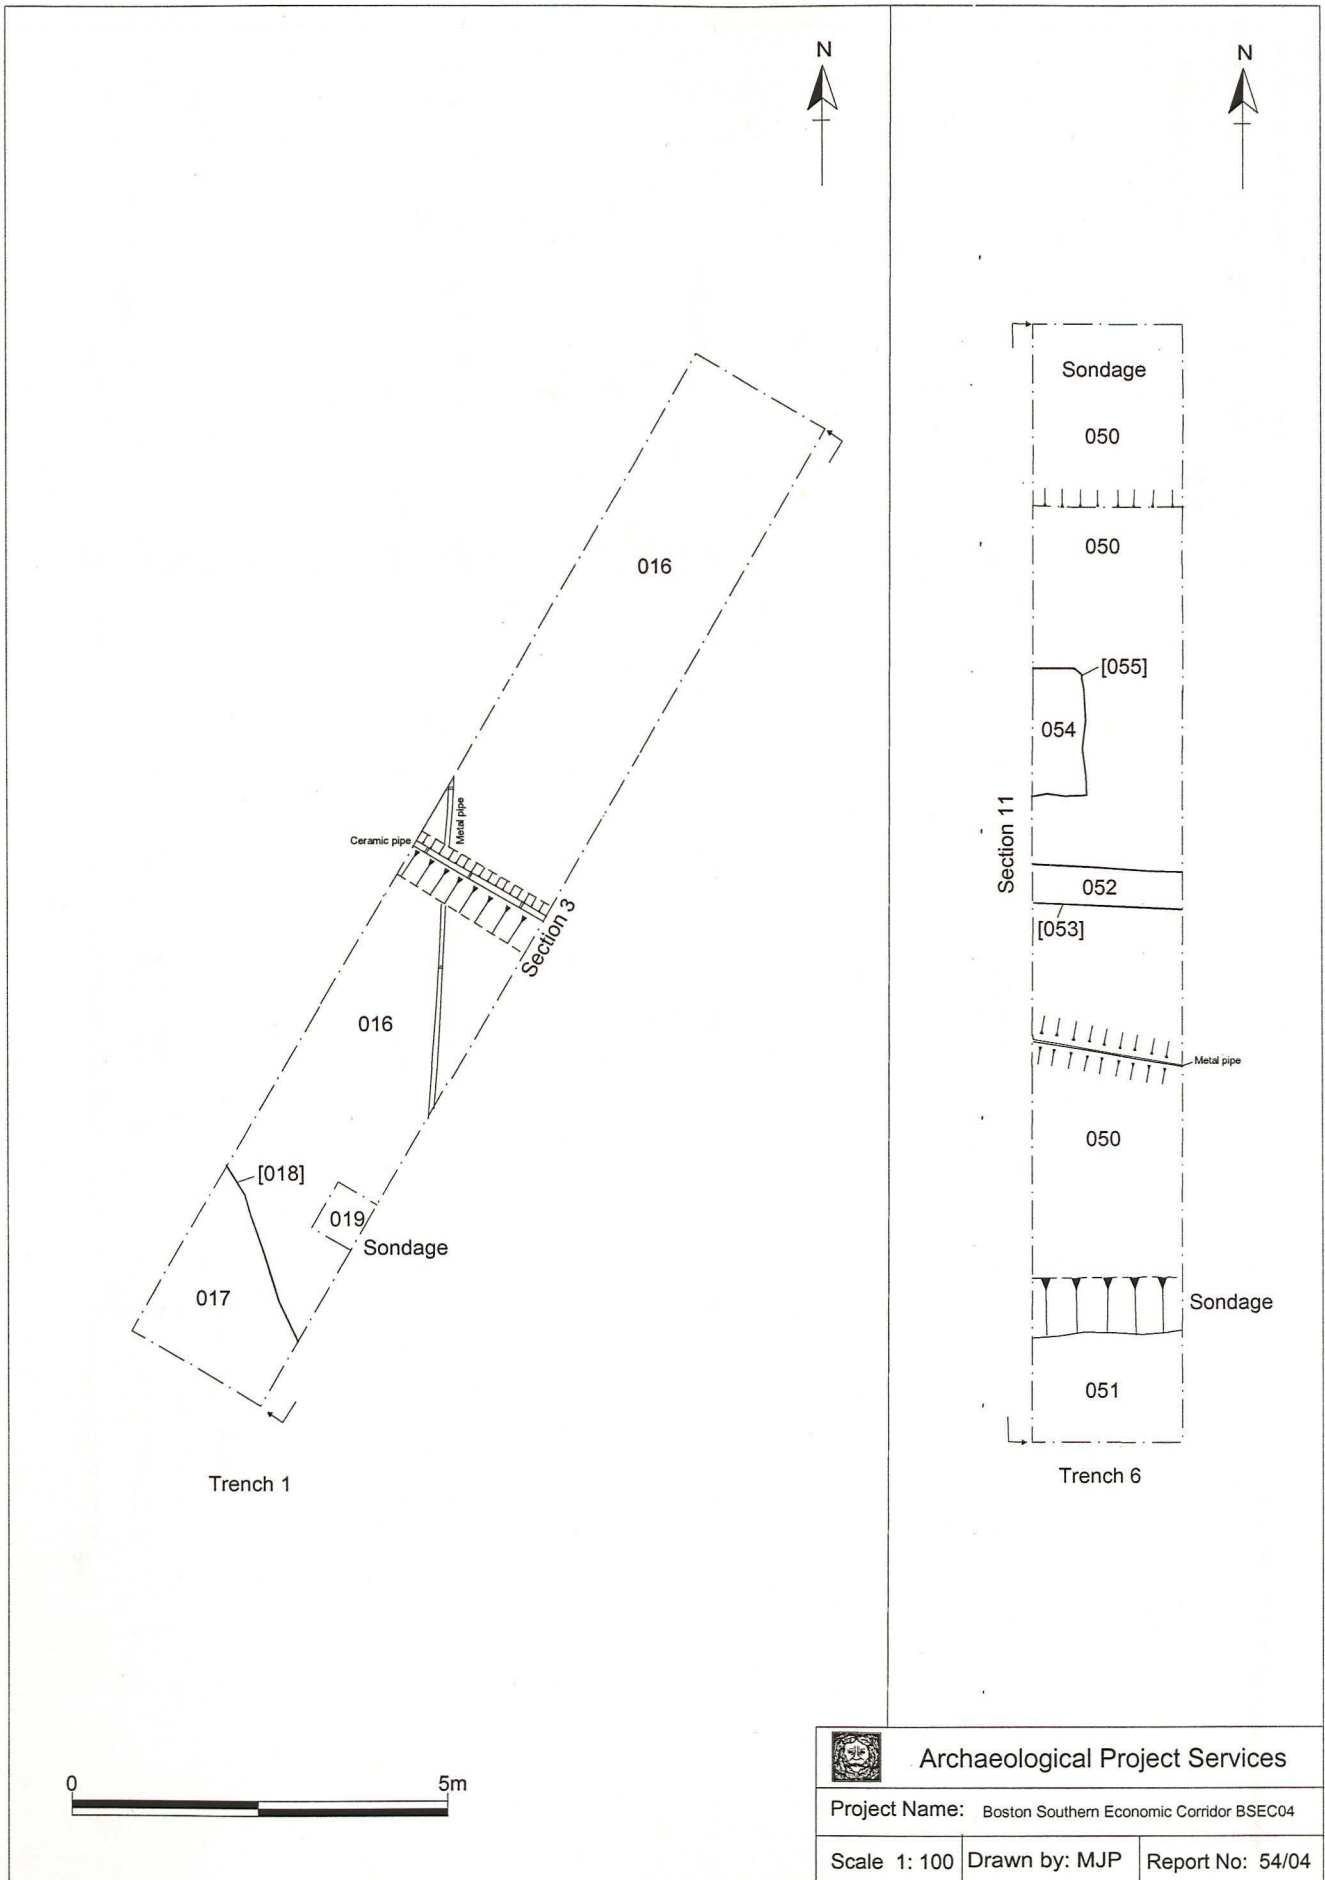 N
016
Metal pipe
Ceramic pipe
Section 3
016
[018]
019
Sondage
017
Trench 1
0 5m
N
Sondage
050
050
[055]
054
Section 11
052
[053]
Metal pipe
050
Sondage
051
Trench 6
Archaeological Project Services
Project Name: Boston Southern Economic Corridor BSEC04
Scale 1: 100 Drawn by: MJP Report No: 54/04